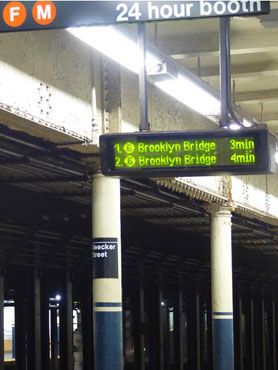 F M 24 hour booth
1. 6 Brooklyn Bridge 3min
2. 6 Brooklyn Bridge 4min
Bleecker
Street